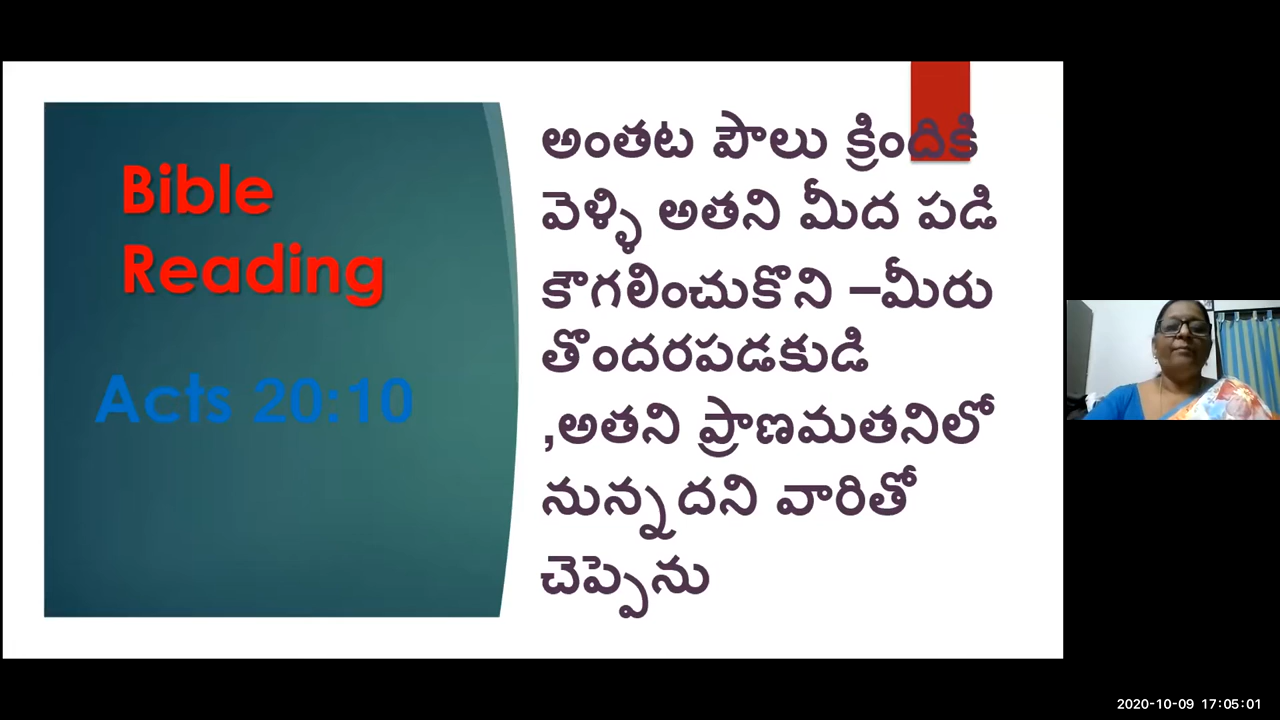 Bible
Reading
Acts 20:10
అంతట పౌలు క్రిందికి
వెళ్ళి అతని మీద పడి
కౌగలించుకొని –మీరు
తొందరపడకుడి
,అతని ప్రాణమతనిలో
నున్నదని వారితో
చెప్పెను
2020-10-09 17:05:01